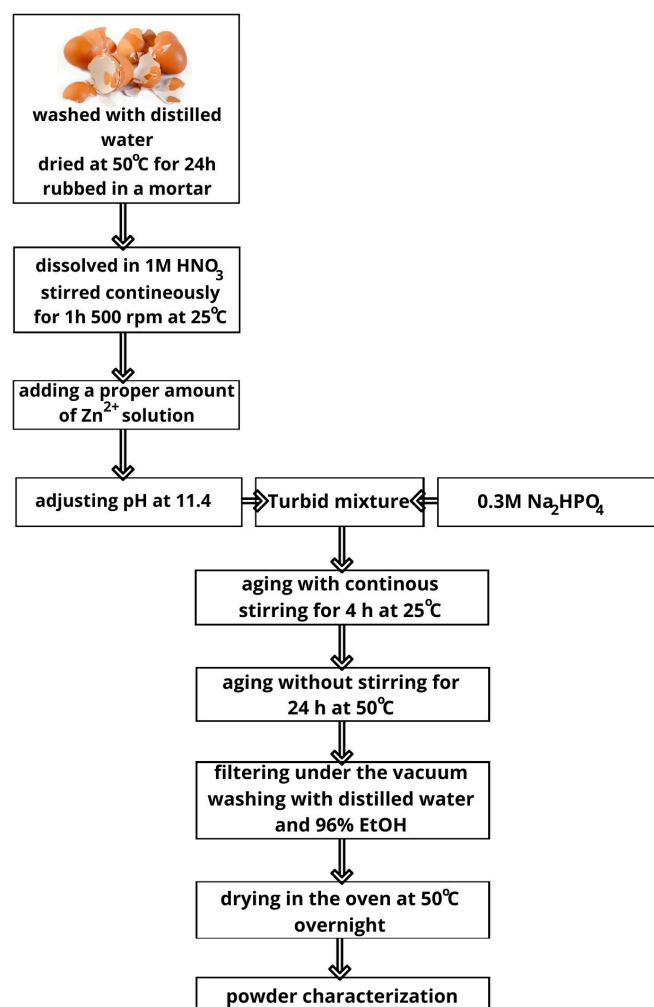 washed with distilled
water
dried at 50°C for 24h
rubbed in a mortar
dissolved in 1M HNO₃
stirred contineously
for 1h 500 rpm at 25°C
adding a proper amount
of Zn²⁺ solution
adjusting pH at 11.4
Turbid mixture
0.3M Na₂HPO₄
aging with continous
stirring for 4 h at 25°C
aging without stirring for
24 h at 50°C
filtering under the vacuum
washing with distilled water
and 96% EtOH
drying in the oven at 50°C
overnight
powder characterization